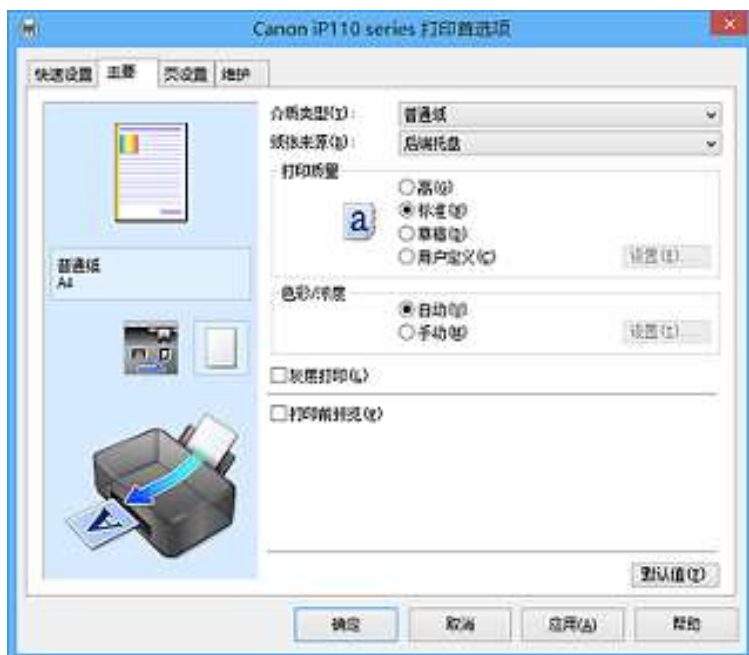 Canon iP110 series 打印首选项
快速设置 主要 页设置 维护
介质类型(Y): 普通纸
纸张来源(R): 后端托盘
打印质量
高(G)
a 标准(D)
草稿(Q)
用户定义(C) 设置(E)...
普通纸
A4
色彩/浓度
自动(U)
手动(M) 设置(I)...
灰度打印(L)
打印前预览(K)
A
默认值(T)
确定 取消 应用(A) 帮助